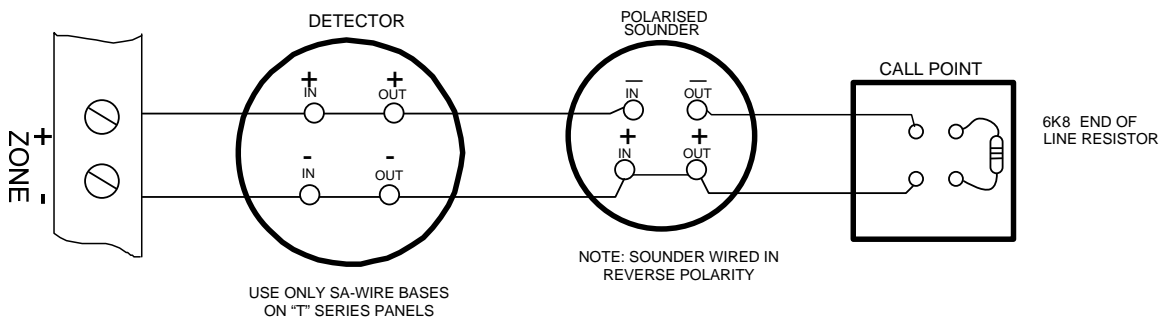 DETECTOR
POLARISED
SOUNDER
CALL POINT
+ +
IN OUT
- -
IN OUT
– –
IN OUT
+ +
IN OUT
ZONE
+
-
6K8 END OF
LINE RESISTOR
NOTE: SOUNDER WIRED IN
REVERSE POLARITY
USE ONLY SA-WIRE BASES
ON “T” SERIES PANELS